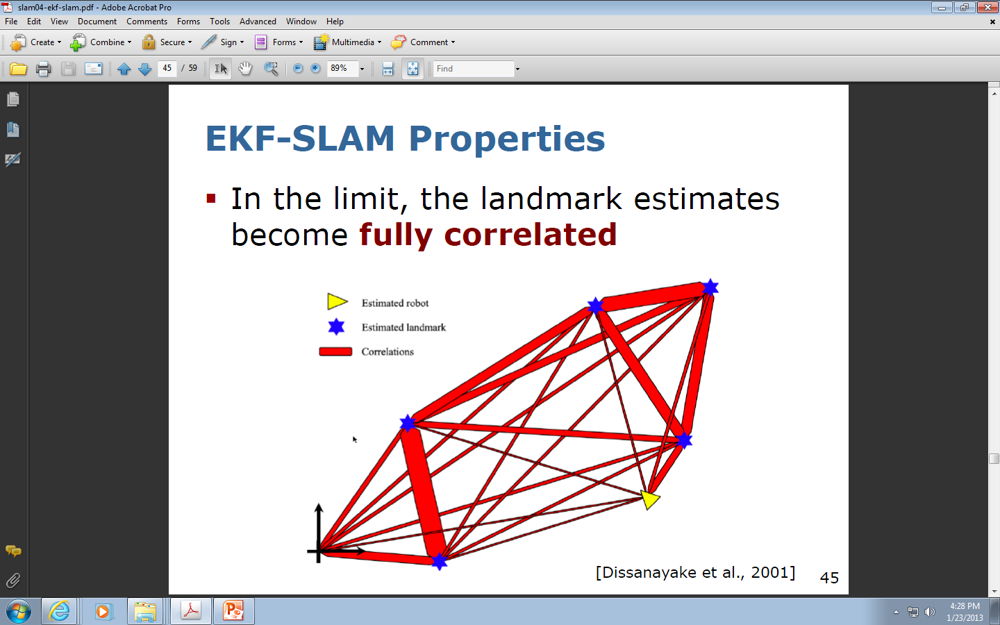 slam04-ekf-slam.pdf - Adobe Acrobat Pro
File Edit View Document Comments Forms Tools Advanced Window Help
Create Combine Secure Sign Forms Multimedia Comment
45 / 59 89% Find
EKF-SLAM Properties
In the limit, the landmark estimates
become fully correlated
Estimated robot
Estimated landmark
Correlations
[Dissanayake et al., 2001] 45
4:28 PM
1/23/2013